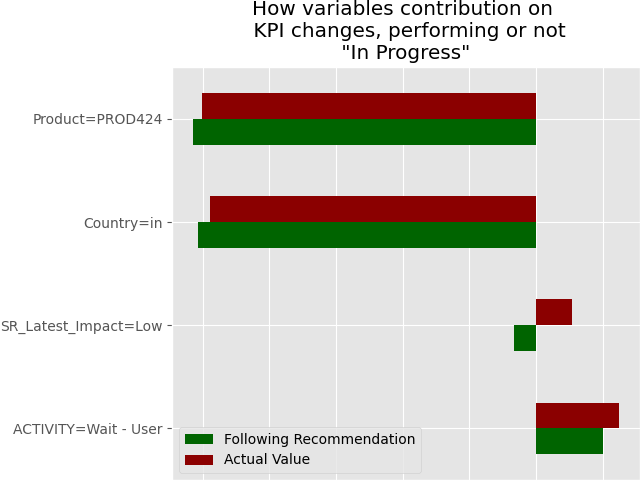 How variables contribution on
KPI changes, performing or not
"In Progress"
Product=PROD424
Country=in
SR_Latest_Impact=Low
ACTIVITY=Wait - User
Following Recommendation
Actual Value